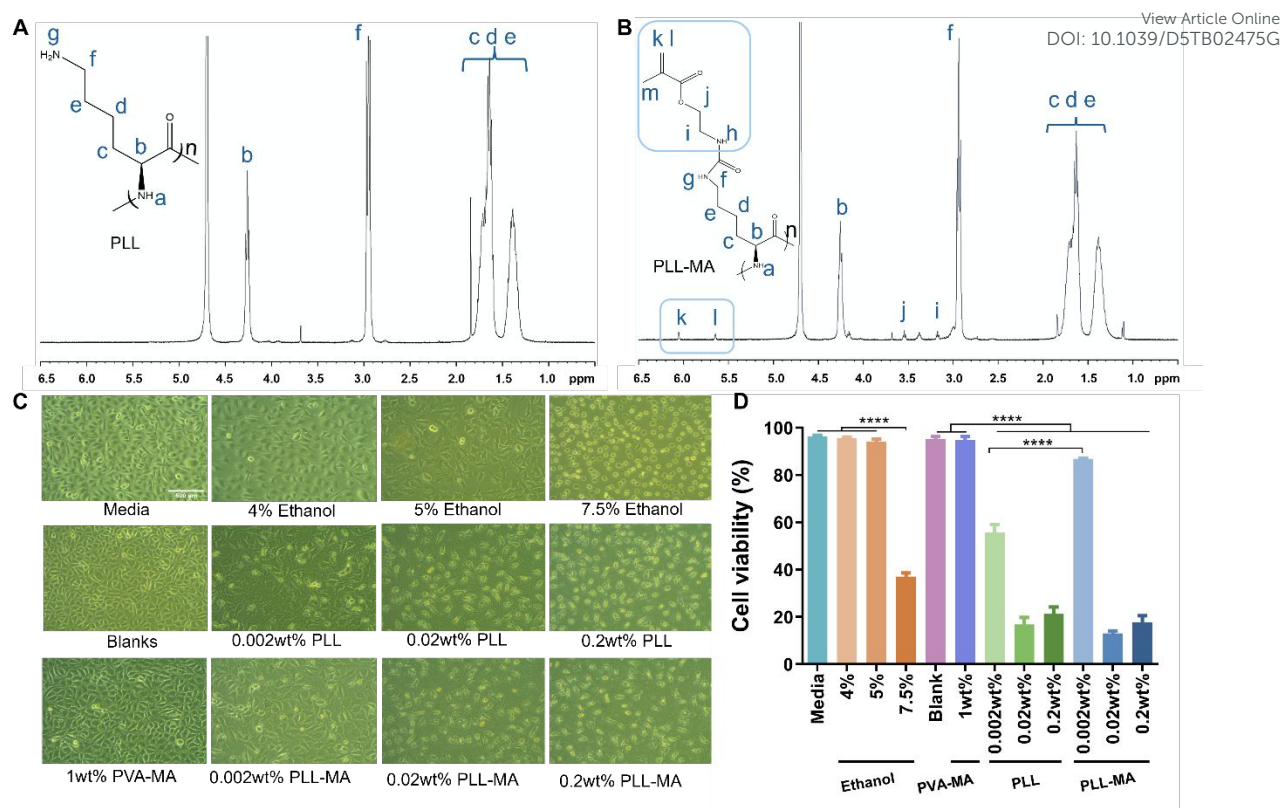 View Article Online
DOI: 10.1039/D5TB02475G
A
g
H₂N
f
e
d
c
b
O
n
NH
a
PLL
b
f
c d e
6.5 6.0 5.5 5.0 4.5 4.0 3.5 3.0 2.5 2.0 1.5 1.0 ppm
B
k l
m
O
O
j
i
NH
h
O
g
NH
f
e
d
c
b
O
n
NH
a
PLL-MA
k
l
b
j
i
f
c d e
6.5 6.0 5.5 5.0 4.5 4.0 3.5 3.0 2.5 2.0 1.5 1.0 ppm
C
Media
4% Ethanol
5% Ethanol
7.5% Ethanol
Blanks
0.002wt% PLL
0.02wt% PLL
0.2wt% PLL
1wt% PVA-MA
0.002wt% PLL-MA
0.02wt% PLL-MA
0.2wt% PLL-MA
D
Cell viability (%)
100
80
60
40
20
0
****
****
****
Media
4%
5%
7.5%
Blank
1wt%
0.002wt%
0.02wt%
0.2wt%
0.002wt%
0.02wt%
0.2wt%
Ethanol
PVA-MA
PLL
PLL-MA